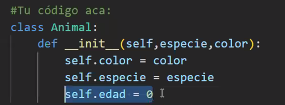 #Tu código aca:
class Animal:
    def __init__(self,especie,color):
        self.color = color
        self.especie = especie
        self.edad = 0